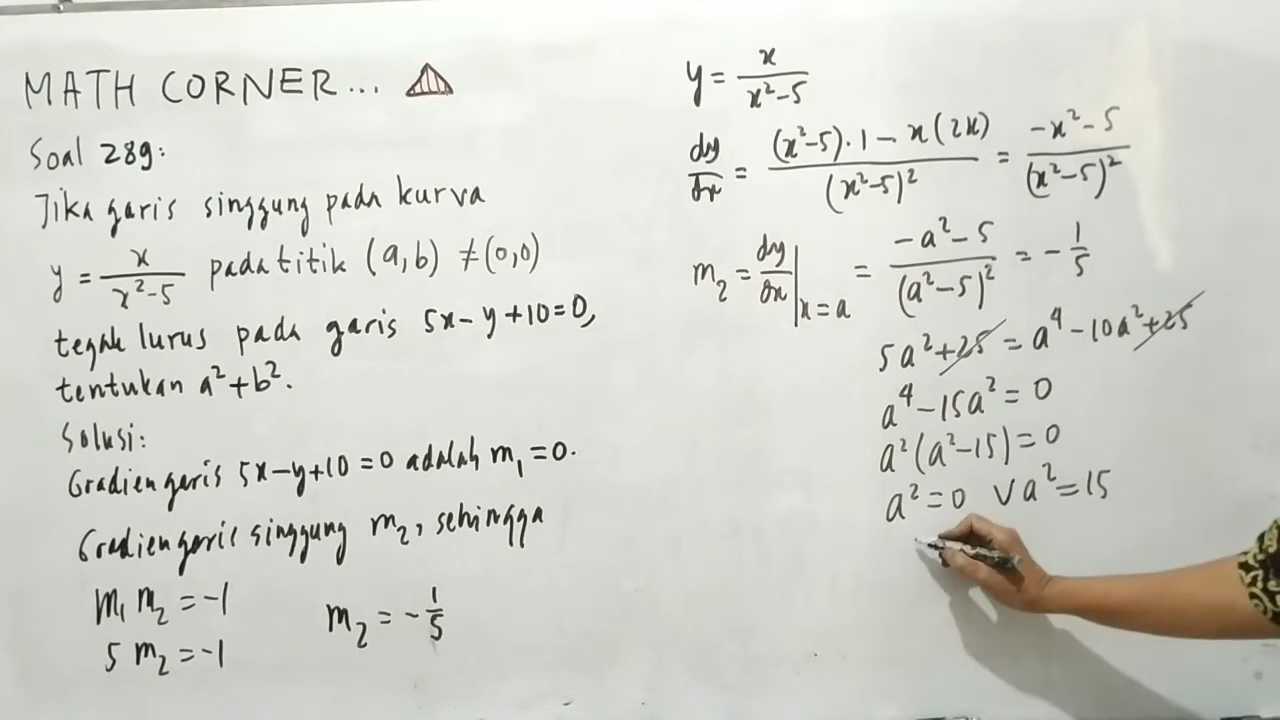 MATH CORNER...
Soal 289:
Jika garis singgung pada kurva
y = x/(x²-5) pada titik (a,b) ≠ (0,0)
tegak lurus pada garis 5x-y+10=0,
tentukan a²+b².
Solusi:
Gradien garis 5x-y+10=0 adalah m₁=0.
Gradien garis singgung m₂, sehingga
m₁ m₂ = -1
5 m₂ = -1
m₂ = -1/5
y = x/(x²-5)
dy/dx = ((x²-5)·1 - x(2x))/(x²-5)² = (-x²-5)/(x²-5)²
m₂ = dy/dx|x=a = (-a²-5)/(a²-5)² = -1/5
5a²+25 = a⁴-10a²+25
a⁴-15a² = 0
a²(a²-15) = 0
a²=0 ∨ a²=15